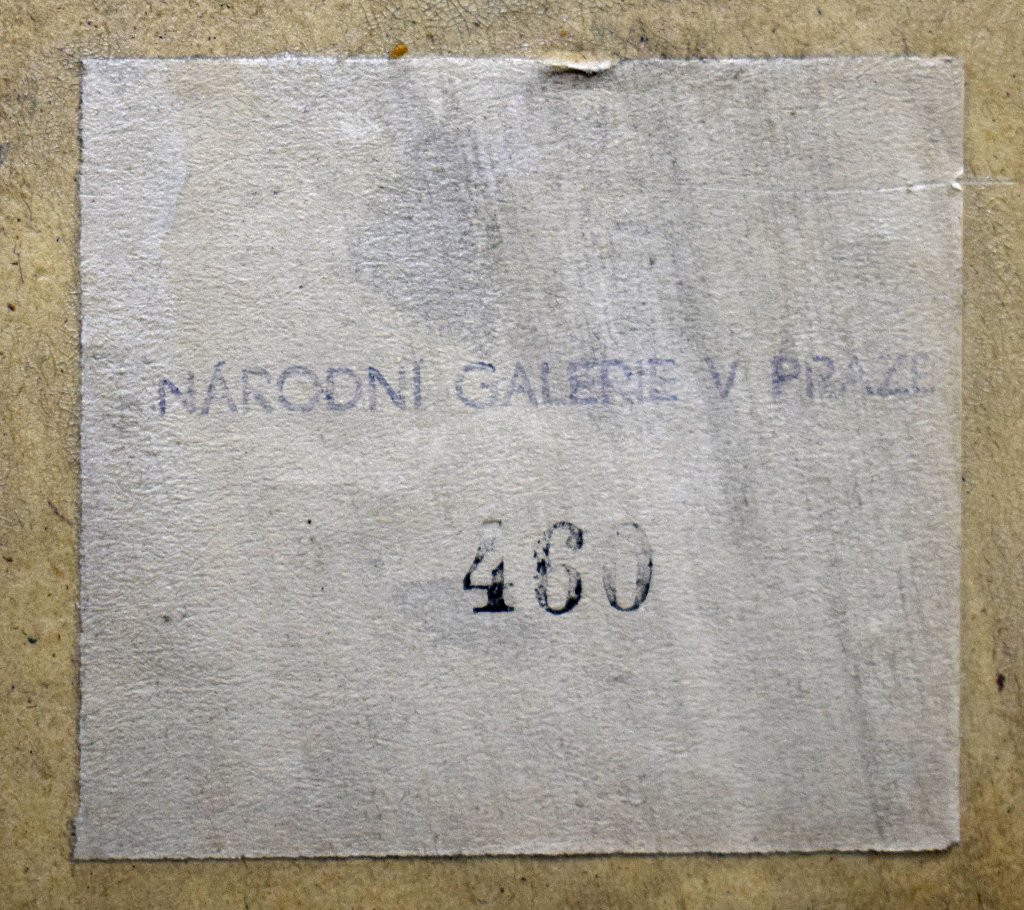 NÁRODNÍ GALERIE V PRAZE
460